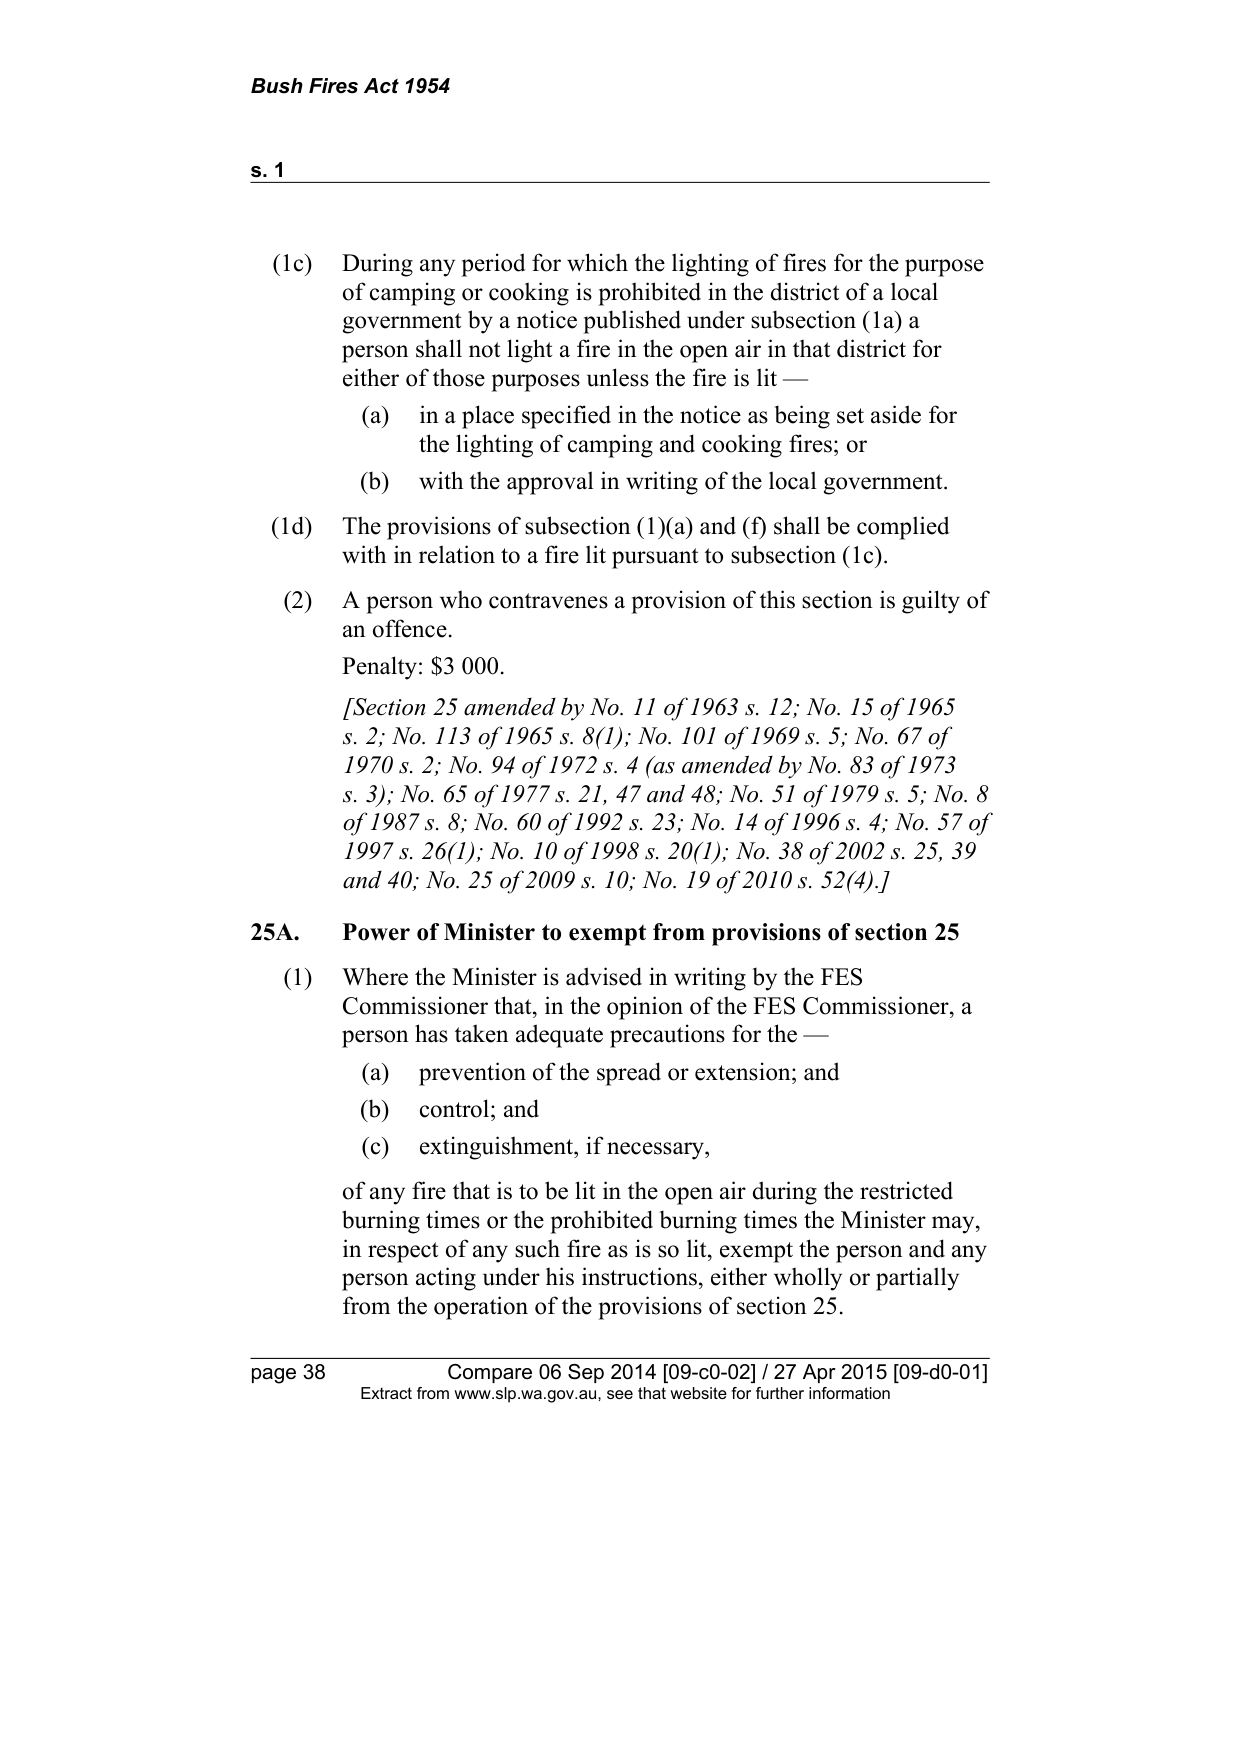 Bush Fires Act 1954
s. 1
(1c) During any period for which the lighting of fires for the purpose
of camping or cooking is prohibited in the district of a local
government by a notice published under subsection (1a) a
person shall not light a fire in the open air in that district for
either of those purposes unless the fire is lit —
(a) in a place specified in the notice as being set aside for
the lighting of camping and cooking fires; or
(b) with the approval in writing of the local government.
(1d) The provisions of subsection (1)(a) and (f) shall be complied
with in relation to a fire lit pursuant to subsection (1c).
(2) A person who contravenes a provision of this section is guilty of
an offence.
Penalty: $3 000.
[Section 25 amended by No. 11 of 1963 s. 12; No. 15 of 1965
s. 2; No. 113 of 1965 s. 8(1); No. 101 of 1969 s. 5; No. 67 of
1970 s. 2; No. 94 of 1972 s. 4 (as amended by No. 83 of 1973
s. 3); No. 65 of 1977 s. 21, 47 and 48; No. 51 of 1979 s. 5; No. 8
of 1987 s. 8; No. 60 of 1992 s. 23; No. 14 of 1996 s. 4; No. 57 of
1997 s. 26(1); No. 10 of 1998 s. 20(1); No. 38 of 2002 s. 25, 39
and 40; No. 25 of 2009 s. 10; No. 19 of 2010 s. 52(4).]
25A. Power of Minister to exempt from provisions of section 25
(1) Where the Minister is advised in writing by the FES
Commissioner that, in the opinion of the FES Commissioner, a
person has taken adequate precautions for the —
(a) prevention of the spread or extension; and
(b) control; and
(c) extinguishment, if necessary,
of any fire that is to be lit in the open air during the restricted
burning times or the prohibited burning times the Minister may,
in respect of any such fire as is so lit, exempt the person and any
person acting under his instructions, either wholly or partially
from the operation of the provisions of section 25.
page 38 Compare 06 Sep 2014 [09-c0-02] / 27 Apr 2015 [09-d0-01]
Extract from www.slp.wa.gov.au, see that website for further information